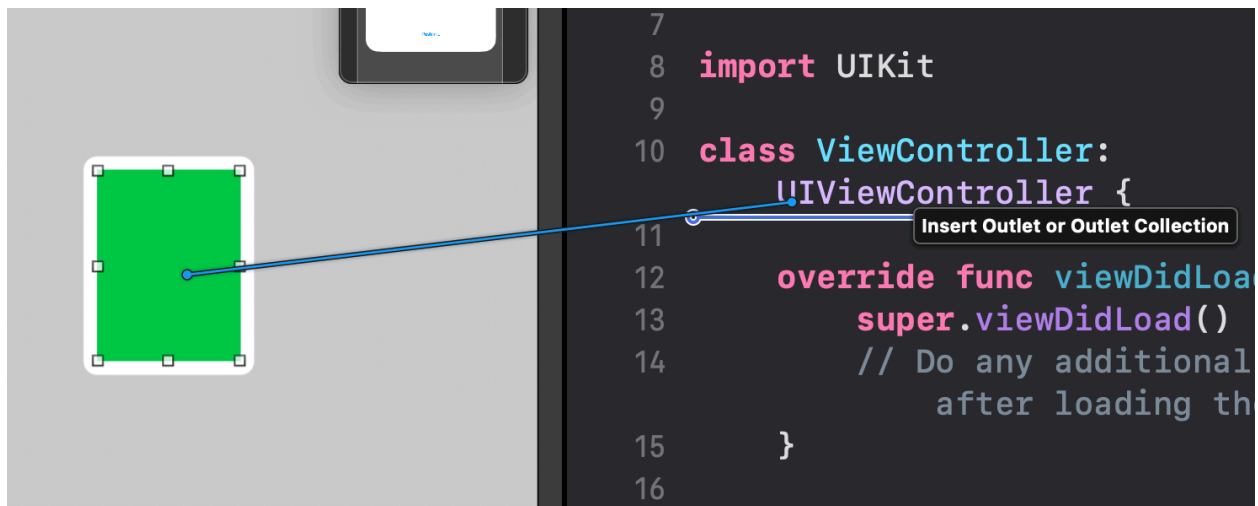 7
8 import UIKit
9
10 class ViewController:
UIViewController {
Insert Outlet or Outlet Collection
11
12 override func viewDidLoad
13 super.viewDidLoad()
14 // Do any additional
after loading the
15 }
16